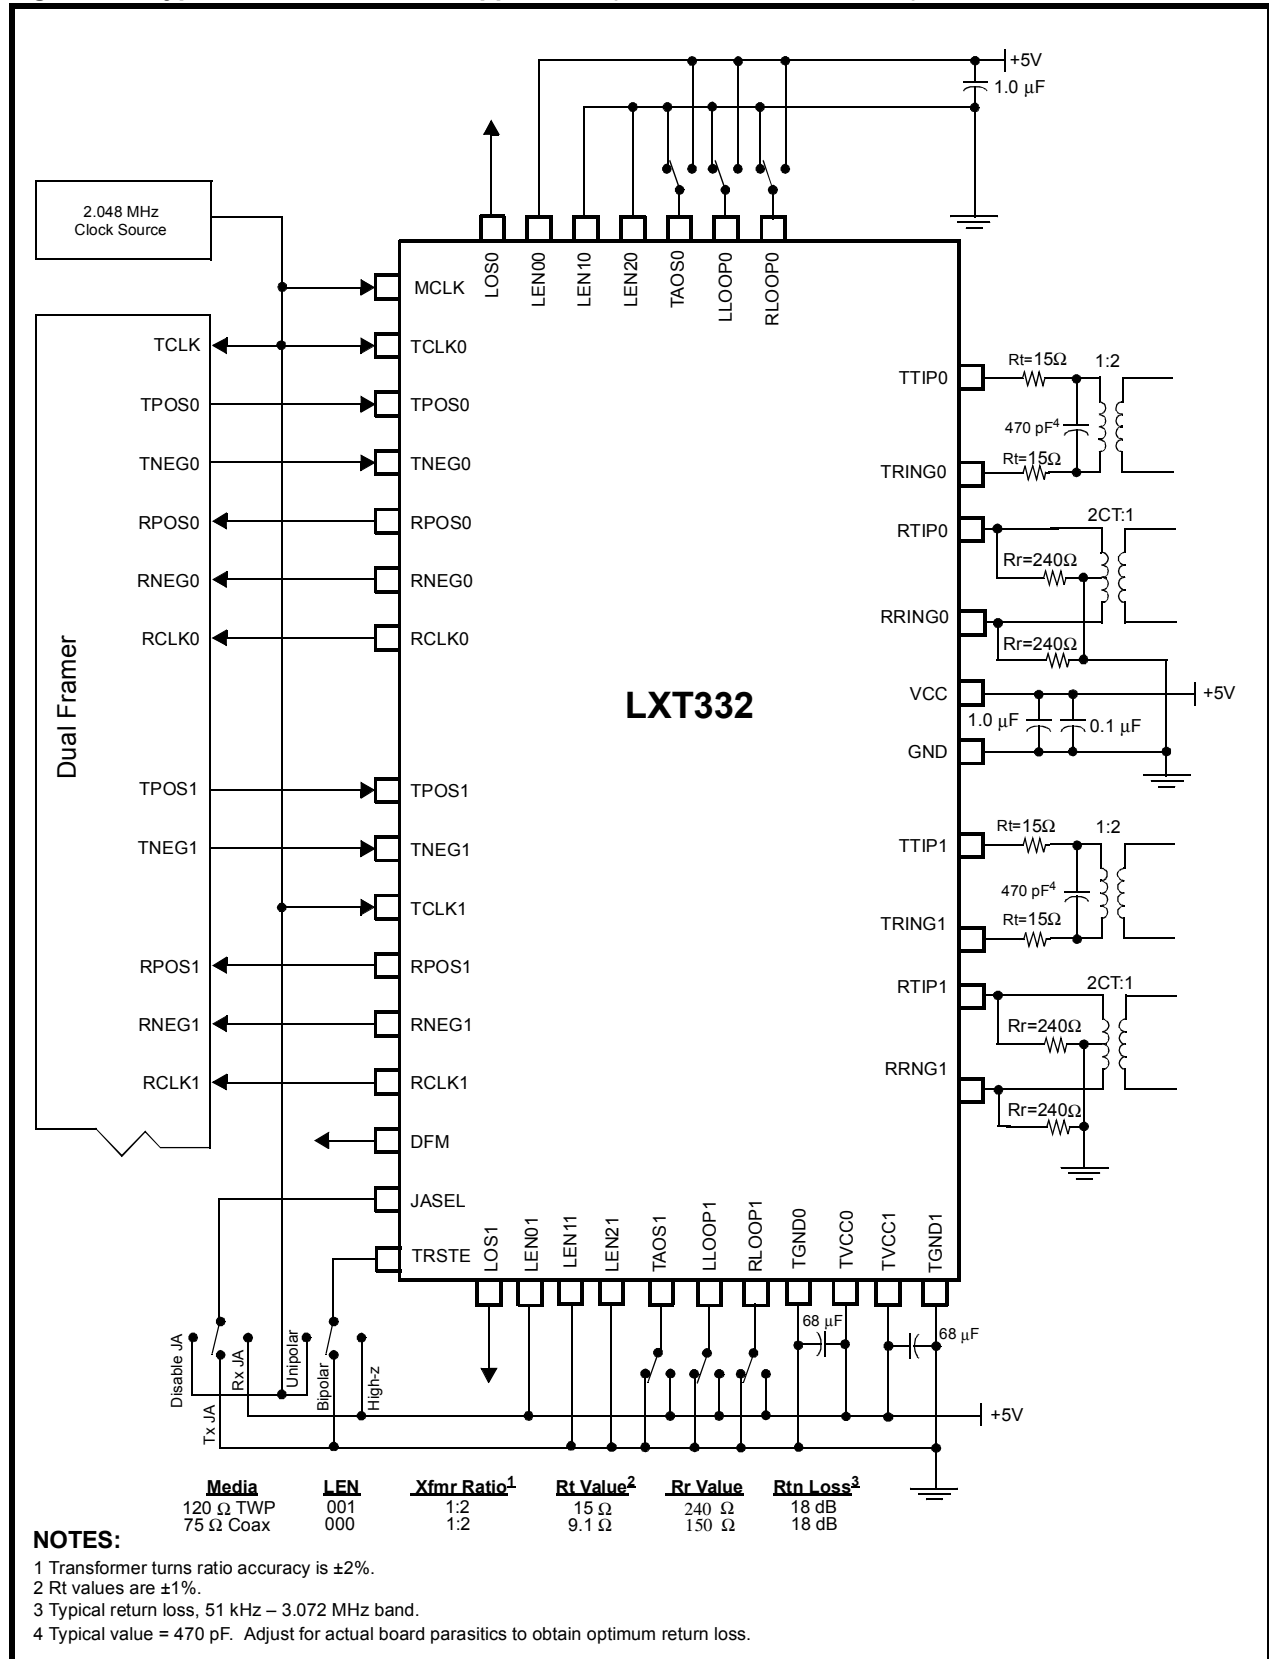 +5V
1.0 μF
2.048 MHz
Clock Source
LOS0
LEN00
LEN10
LEN20
TAOS0
LLOOP0
RLOOP0
Dual Framer
TCLK
TPOS0
TNEG0
RPOS0
RNEG0
RCLK0
TPOS1
TNEG1
RPOS1
RNEG1
RCLK1
MCLK
TCLK0
TPOS0
TNEG0
RPOS0
RNEG0
RCLK0
TPOS1
TNEG1
TCLK1
RPOS1
RNEG1
RCLK1
DFM
JASEL
TRSTE
LXT332
TTIP0
TRING0
RTIP0
RRING0
VCC
GND
TTIP1
TRING1
RTIP1
RRNG1
Rt=15Ω
1:2
470 pF4
Rt=15Ω
2CT:1
Rr=240Ω
Rr=240Ω
+5V
1.0 μF
0.1 μF
Rt=15Ω
1:2
470 pF4
Rt=15Ω
2CT:1
Rr=240Ω
Rr=240Ω
LOS1
LEN01
LEN11
LEN21
TAOS1
LLOOP1
RLOOP1
TGND0
TVCC0
TVCC1
TGND1
68 μF
68 μF
Disable JA
Tx JA
Rx JA
Unipolar
Bipolar
High-z
+5V
Media LEN Xfmr Ratio1 Rt Value2 Rr Value Rtn Loss3
120 Ω TWP 001 1:2 15 Ω 240 Ω 18 dB
75 Ω Coax 000 1:2 9.1 Ω 150 Ω 18 dB
NOTES:
1 Transformer turns ratio accuracy is ±2%.
2 Rt values are ±1%.
3 Typical return loss, 51 kHz – 3.072 MHz band.
4 Typical value = 470 pF. Adjust for actual board parasitics to obtain optimum return loss.